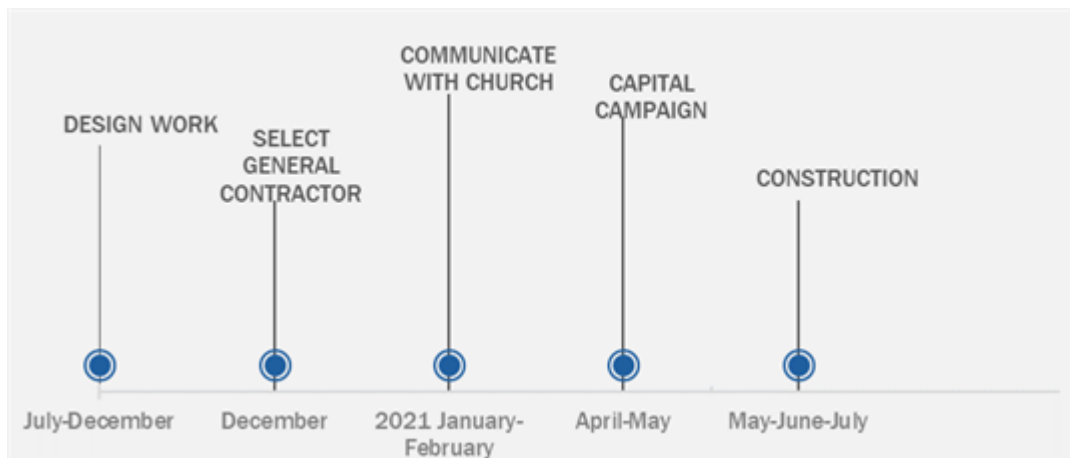 DESIGN WORK
SELECT
GENERAL
CONTRACTOR
COMMUNICATE
WITH CHURCH
CAPITAL
CAMPAIGN
CONSTRUCTION
July-December
December
2021 January-
February
April-May
May-June-July